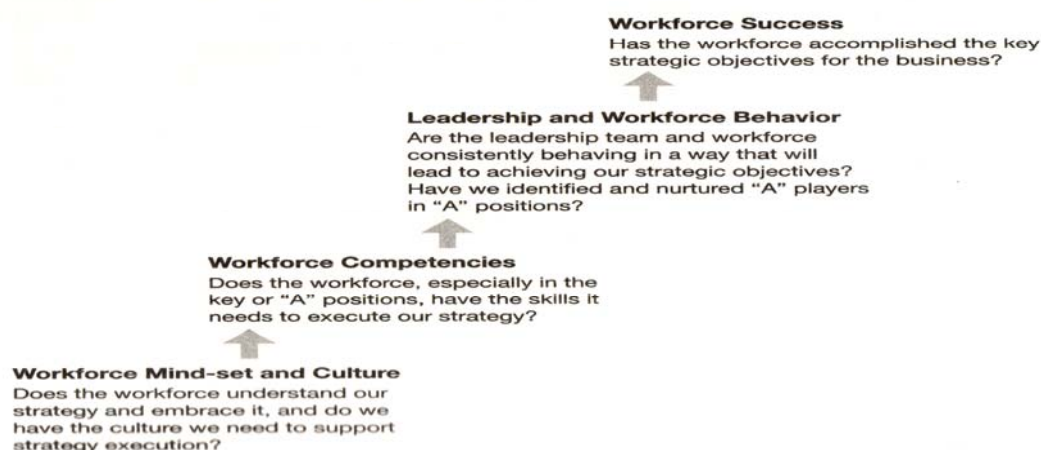 Workforce Success
Has the workforce accomplished the key
strategic objectives for the business?
Leadership and Workforce Behavior
Are the leadership team and workforce
consistently behaving in a way that will
lead to achieving our strategic objectives?
Have we identified and nurtured “A” players
in “A” positions?
Workforce Competencies
Does the workforce, especially in the
key or “A” positions, have the skills it
needs to execute our strategy?
Workforce Mind-set and Culture
Does the workforce understand our
strategy and embrace it, and do we
have the culture we need to support
strategy execution?